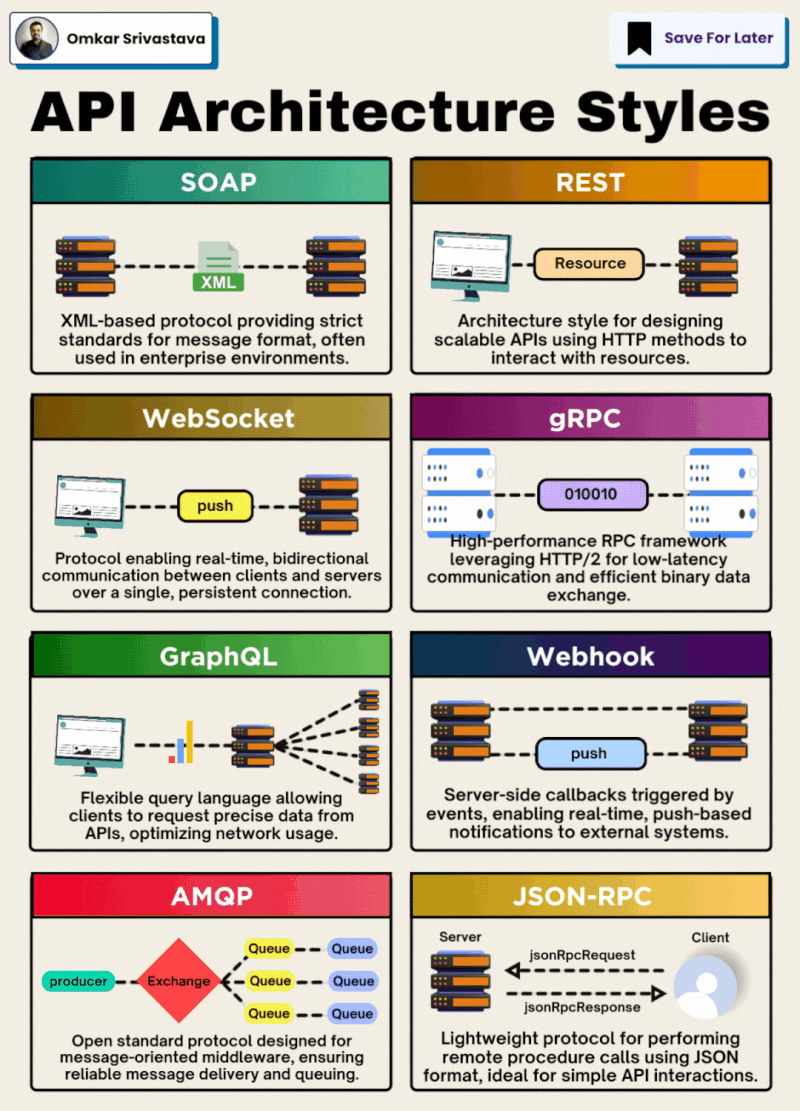 Omkar Srivastava
Save For Later
API Architecture Styles
SOAP
XML
XML-based protocol providing strict
standards for message format, often
used in enterprise environments.
REST
Resource
Architecture style for designing
scalable APIs using HTTP methods to
interact with resources.
WebSocket
push
Protocol enabling real-time, bidirectional
communication between clients and servers
over a single, persistent connection.
gRPC
010010
High-performance RPC framework
leveraging HTTP/2 for low-latency
communication and efficient binary data
exchange.
GraphQL
Flexible query language allowing
clients to request precise data from
APIs, optimizing network usage.
Webhook
push
Server-side callbacks triggered by
events, enabling real-time, push-based
notifications to external systems.
AMQP
producer
Exchange
Queue Queue
Queue Queue
Queue Queue
Open standard protocol designed for
message-oriented middleware, ensuring
reliable message delivery and queuing.
JSON-RPC
Server
Client
jsonRpcRequest
jsonRpcResponse
Lightweight protocol for performing
remote procedure calls using JSON
format, ideal for simple API interactions.